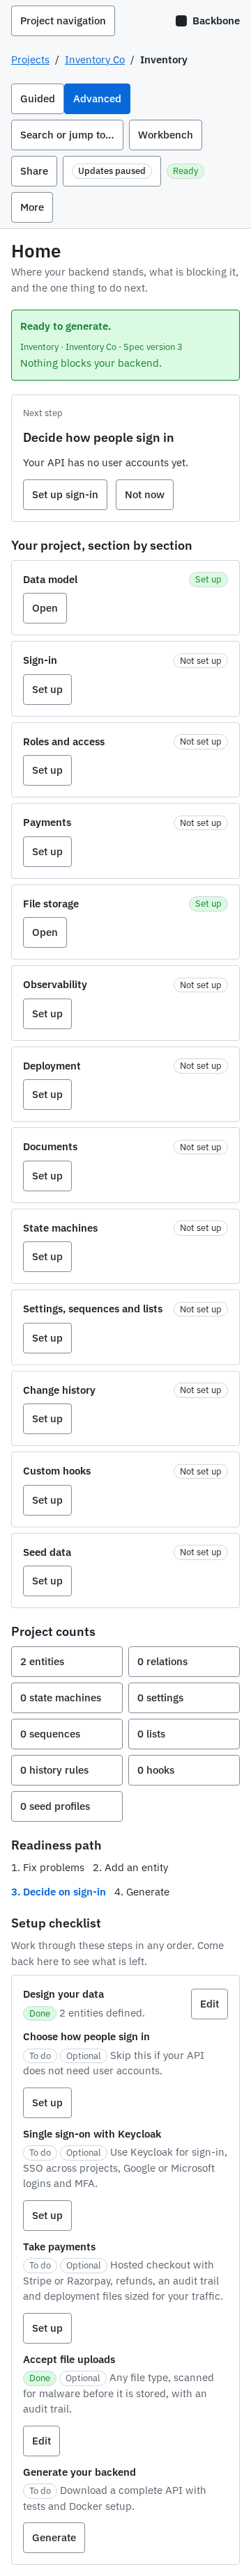 Project navigation
Backbone
Projects / Inventory Co / Inventory
Guided Advanced
Search or jump to... Workbench
Share Updates paused Ready
More
Home
Where your backend stands, what is blocking it,
and the one thing to do next.
Ready to generate.
Inventory · Inventory Co · Spec version 3
Nothing blocks your backend.
Next step
Decide how people sign in
Your API has no user accounts yet.
Set up sign-in Not now
Your project, section by section
Data model Set up
Open
Sign-in Not set up
Set up
Roles and access Not set up
Set up
Payments Not set up
Set up
File storage Set up
Open
Observability Not set up
Set up
Deployment Not set up
Set up
Documents Not set up
Set up
State machines Not set up
Set up
Settings, sequences and lists Not set up
Set up
Change history Not set up
Set up
Custom hooks Not set up
Set up
Seed data Not set up
Set up
Project counts
2 entities 0 relations
0 state machines 0 settings
0 sequences 0 lists
0 history rules 0 hooks
0 seed profiles
Readiness path
1. Fix problems 2. Add an entity
3. Decide on sign-in 4. Generate
Setup checklist
Work through these steps in any order. Come
back here to see what is left.
Design your data
Done 2 entities defined.
Edit
Choose how people sign in
To do Optional Skip this if your API
does not need user accounts.
Set up
Single sign-on with Keycloak
To do Optional Use Keycloak for sign-in,
SSO across projects, Google or Microsoft
logins and MFA.
Set up
Take payments
To do Optional Hosted checkout with
Stripe or Razorpay, refunds, an audit trail
and deployment files sized for your traffic.
Set up
Accept file uploads
Done Optional Any file type, scanned
for malware before it is stored, with an
audit trail.
Edit
Generate your backend
To do Download a complete API with
tests and Docker setup.
Generate